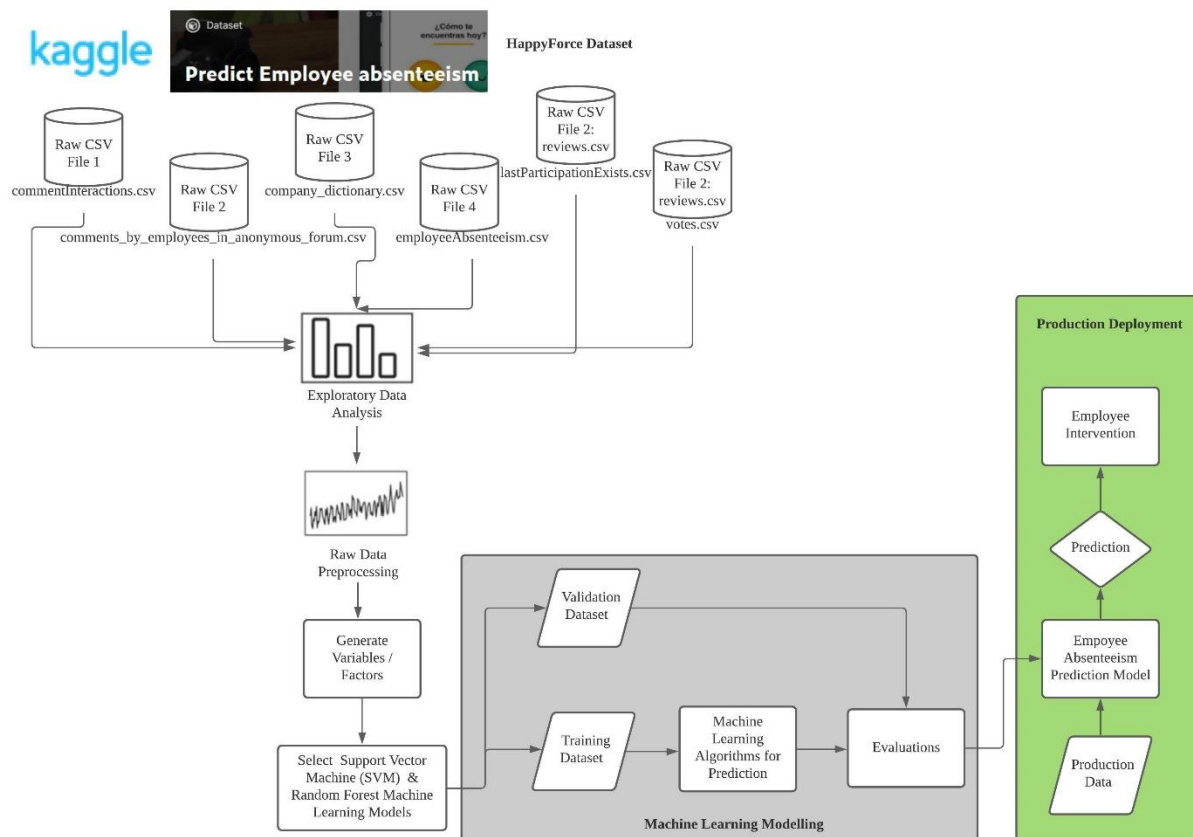 kaggle
Dataset
Predict Employee absenteeism
¿Cómo te
encuentras hoy?
HappyForce Dataset
Raw CSV
File 1
commentInteractions.csv
Raw CSV
File 2
comments_by_employees_in_anonymous_forum.csv
Raw CSV
File 3
company_dictionary.csv
Raw CSV
File 4
employeeAbsenteeism.csv
Raw CSV
File 2:
reviews.csv
lastParticipationExists.csv
Raw CSV
File 2:
reviews.csv
votes.csv
Exploratory Data
Analysis
Raw Data
Preprocessing
Generate
Variables /
Factors
Select Support Vector
Machine (SVM) &
Random Forest Machine
Learning Models
Validation
Dataset
Training
Dataset
Machine
Learning
Algorithms for
Prediction
Evaluations
Machine Learning Modelling
Production Deployment
Employee
Intervention
Prediction
Empoyee
Absenteeism
Prediction Model
Production
Data